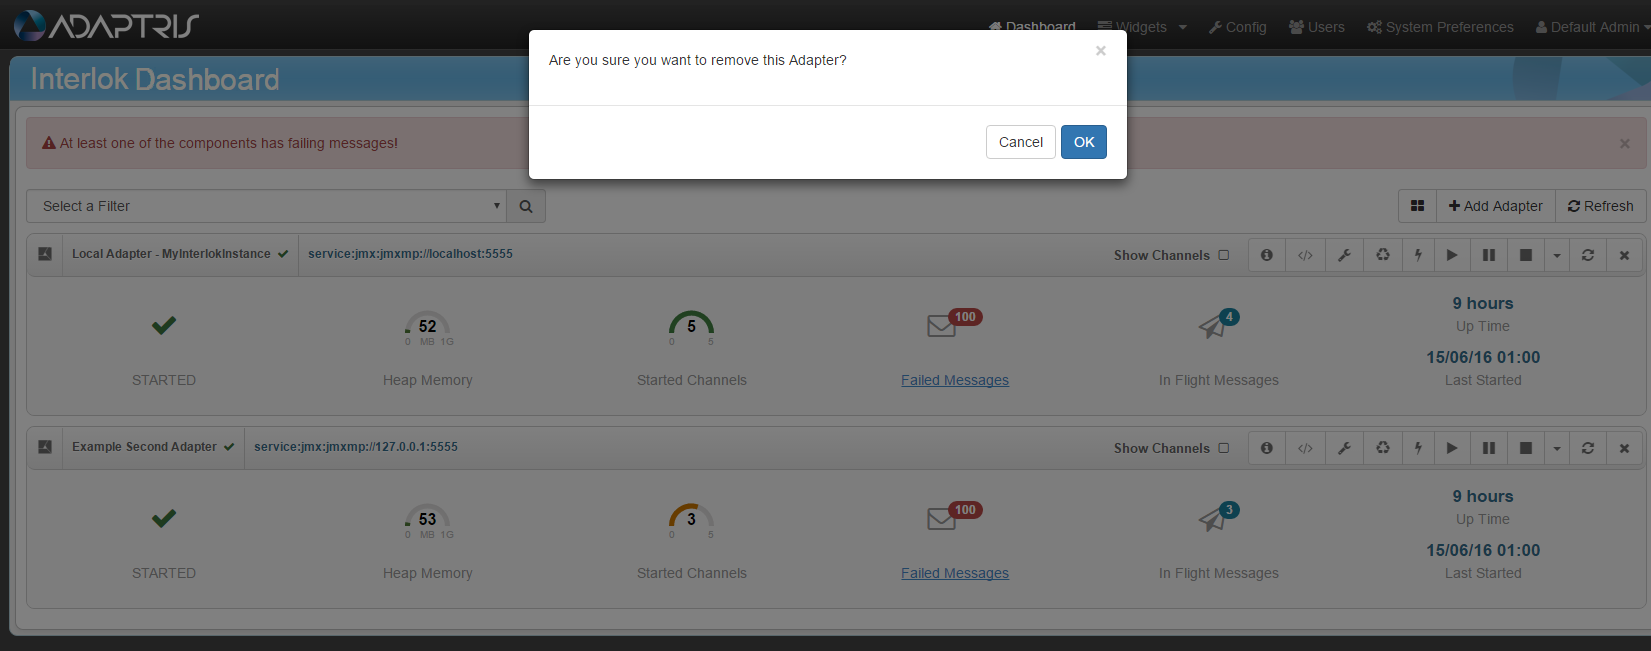 ADAPTRIS
Dashboard Widgets Config Users System Preferences Default Admin
Interlok Dashboard
Are you sure you want to remove this Adapter? ×
Cancel OK
At least one of the components has failing messages! ×
Select a Filter Add Adapter Refresh
Local Adapter - MyInterlokInstance service:jmx:jmxmp://localhost:5555 Show Channels
52 5 100 4 9 hours
0 MB 1G 0 5 Up Time
15/06/16 01:00
STARTED Heap Memory Started Channels Failed Messages In Flight Messages Last Started
Example Second Adapter service:jmx:jmxmp://127.0.0.1:5555 Show Channels
53 3 100 3 9 hours
0 MB 1G 0 5 Up Time
15/06/16 01:00
STARTED Heap Memory Started Channels Failed Messages In Flight Messages Last Started